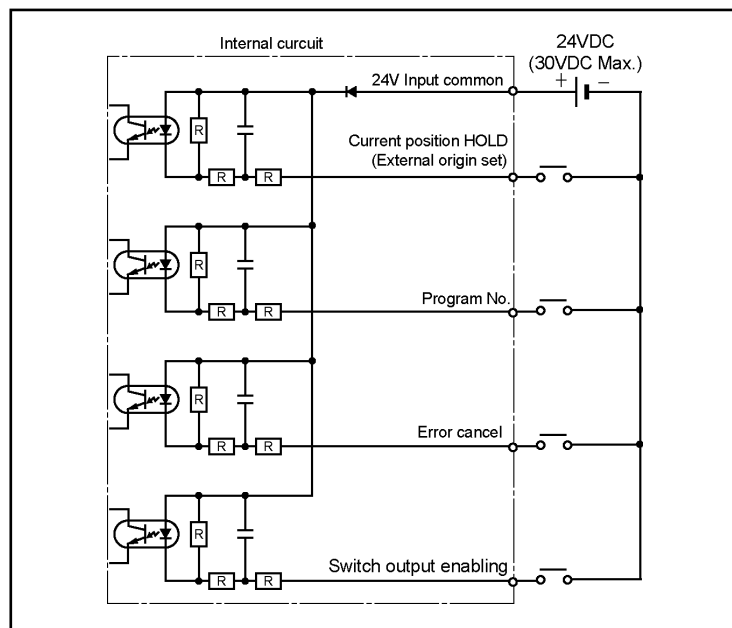 Internal curcuit
24VDC
(30VDC Max.)
+ −
24V Input common
R
Current position HOLD
(External origin set)
R R
R
Program No.
R R
R
Error cancel
R R
R
Switch output enabling
R R